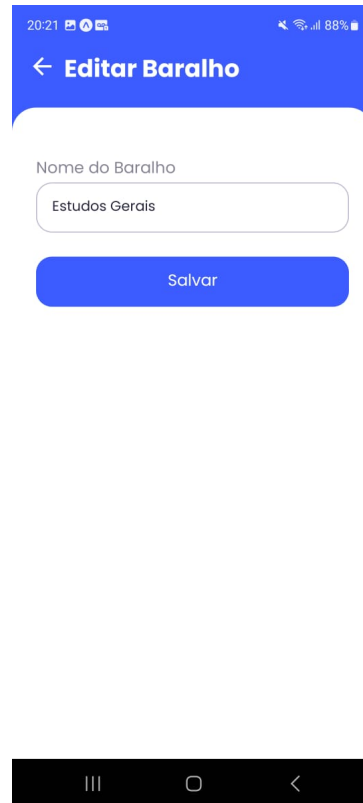 20:21 88%
Editar Baralho
Nome do Baralho
Estudos Gerais
Salvar